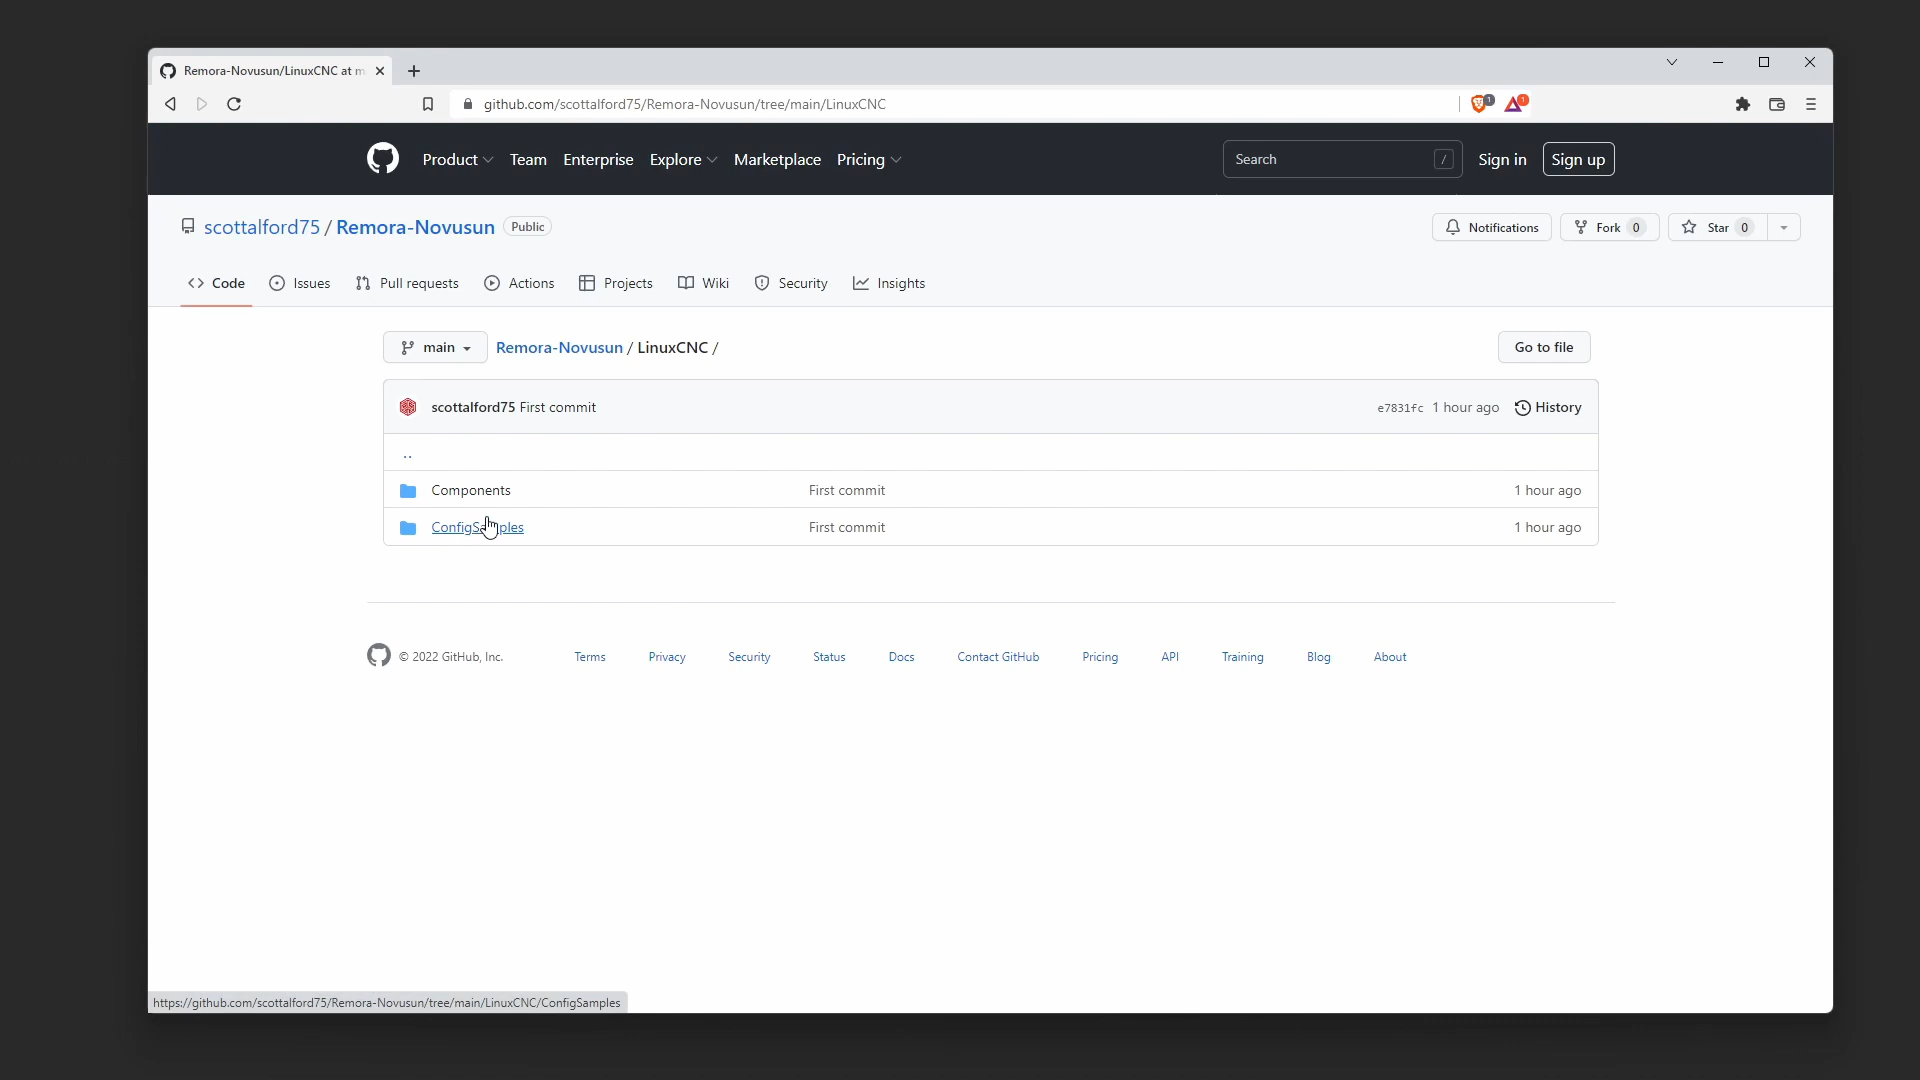 Remora-Novusun/LinuxCNC at m
github.com/scottalford75/Remora-Novusun/tree/main/LinuxCNC
1
1
Product
Team
Enterprise
Explore
Marketplace
Pricing
Search
/
Sign in
Sign up
scottalford75 / Remora-Novusun
Public
Notifications
Fork 0
Star 0
Code
Issues
Pull requests
Actions
Projects
Wiki
Security
Insights
main
Remora-Novusun / LinuxCNC /
Go to file
scottalford75 First commit
e7831fc 1 hour ago
History
..
Components
First commit
1 hour ago
ConfigSamples
First commit
1 hour ago
© 2022 GitHub, Inc.
Terms
Privacy
Security
Status
Docs
Contact GitHub
Pricing
API
Training
Blog
About
https://github.com/scottalford75/Remora-Novusun/tree/main/LinuxCNC/ConfigSamples